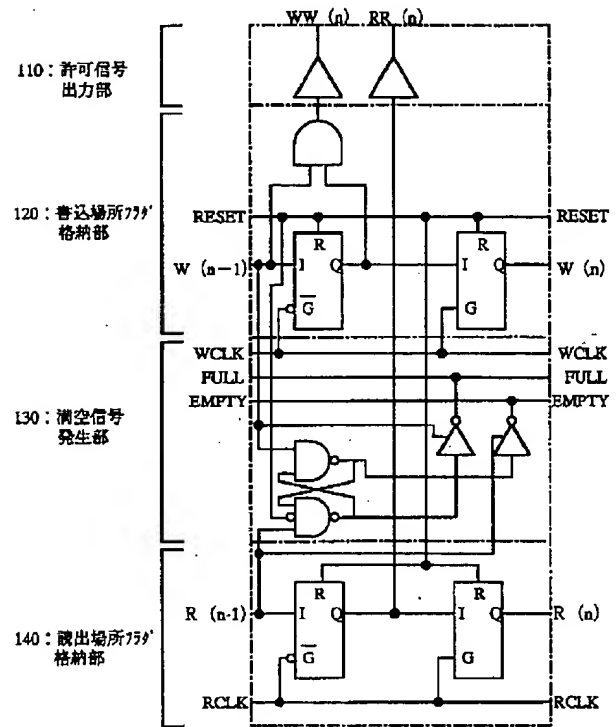 WW (n) RR (n)
110：許可信号
出力部
120：書込場所フラグ
格納部
RESET R R RESET
W (n-1) I Q I Q W (n)
G G
WCLK WCLK
FULL FULL
EMPTY EMPTY
130：満空信号
発生部
R R
R (n-1) I Q I Q R (n)
140：読出場所フラグ
格納部
G G
RCLK RCLK